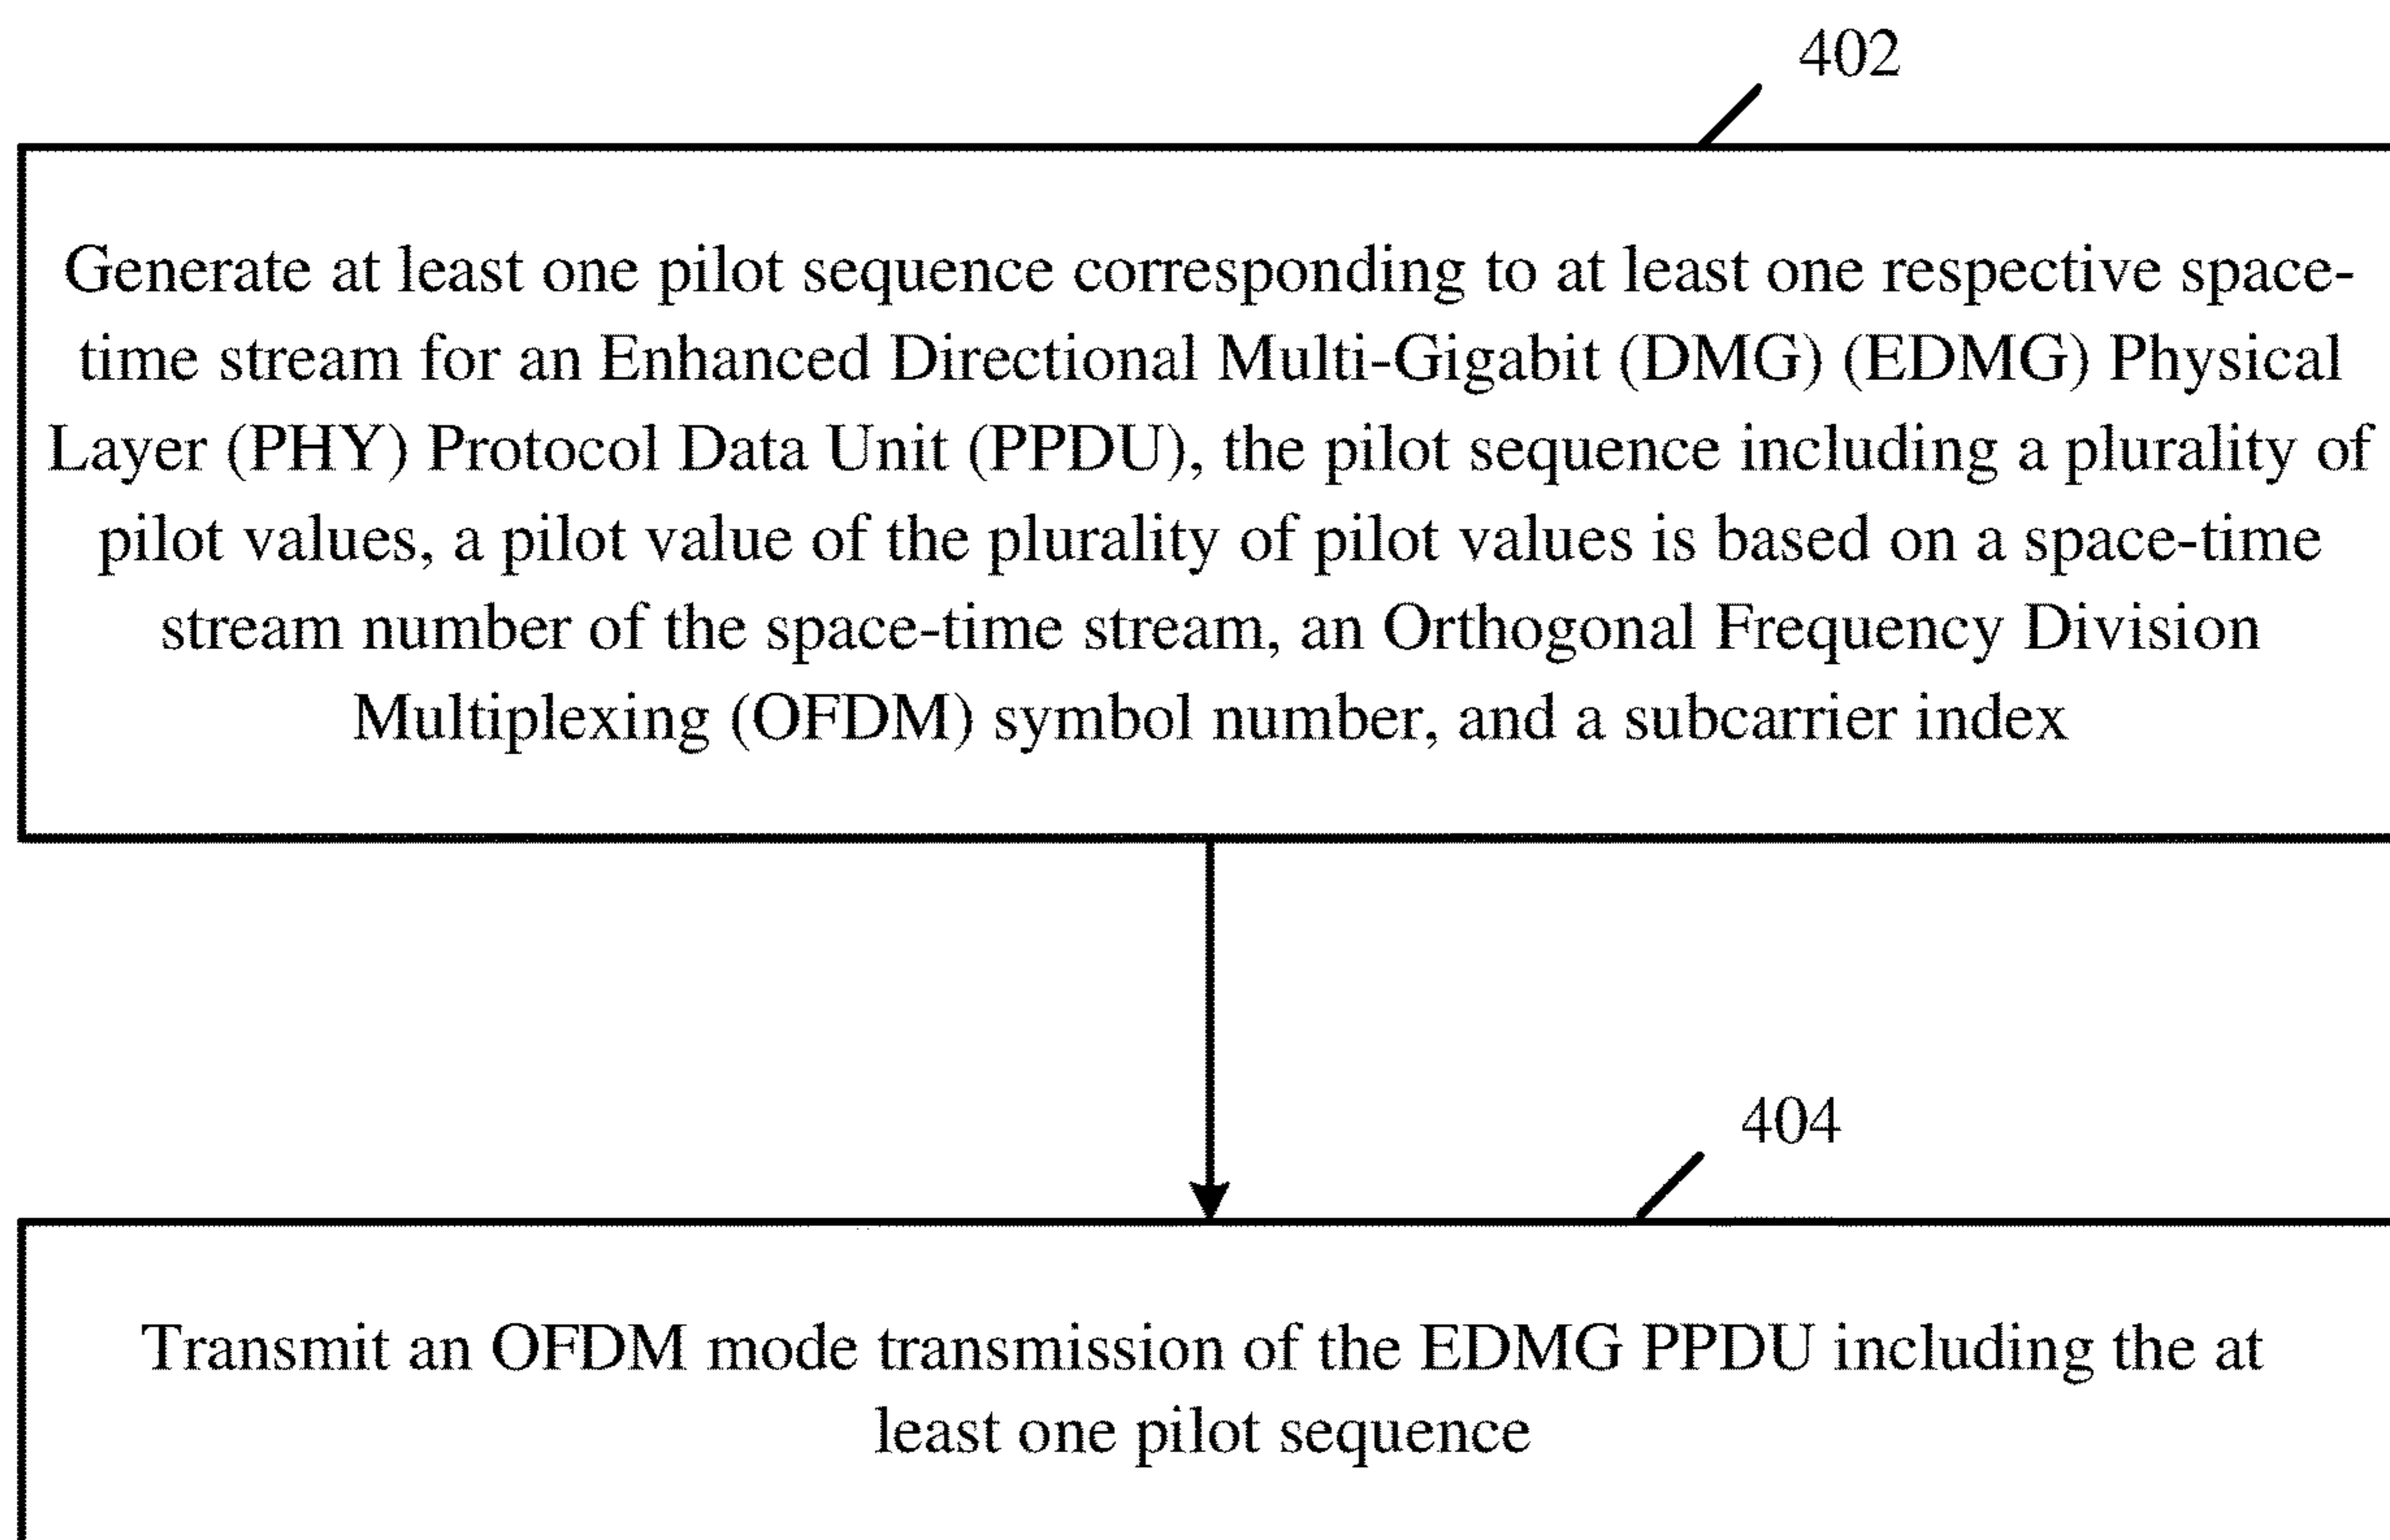 402
Generate at least one pilot sequence corresponding to at least one respective space-
time stream for an Enhanced Directional Multi-Gigabit (DMG) (EDMG) Physical
Layer (PHY) Protocol Data Unit (PPDU), the pilot sequence including a plurality of
pilot values, a pilot value of the plurality of pilot values is based on a space-time
stream number of the space-time stream, an Orthogonal Frequency Division
Multiplexing (OFDM) symbol number, and a subcarrier index
404
Transmit an OFDM mode transmission of the EDMG PPDU including the at
least one pilot sequence